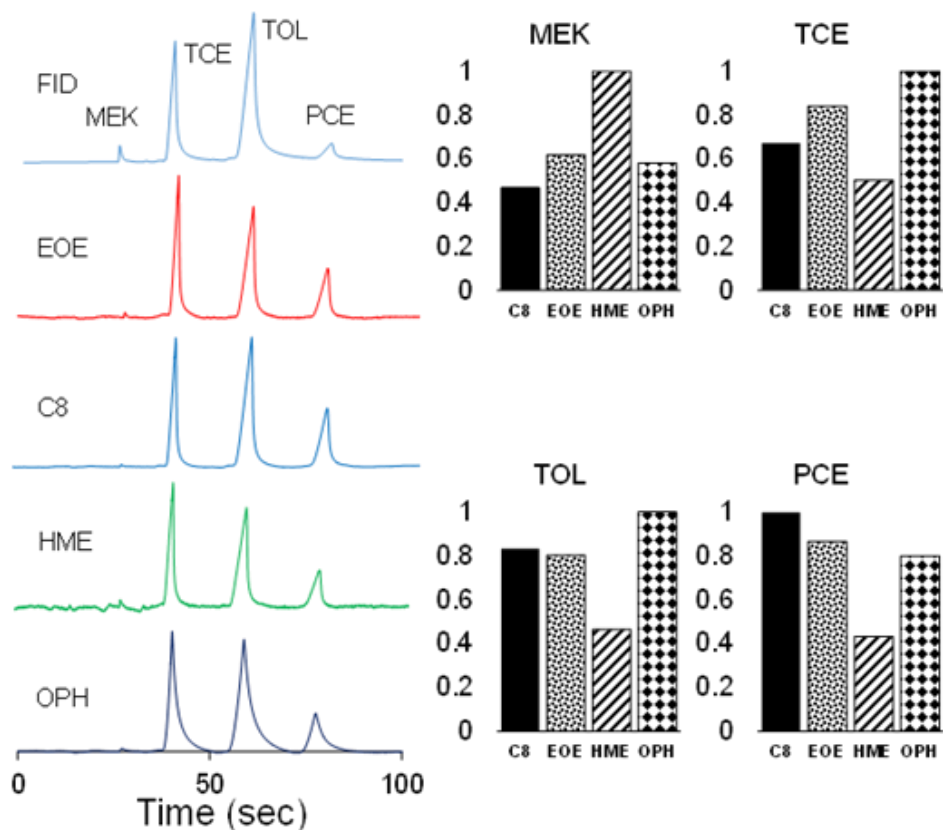 FID
MEK
TCE
TOL
PCE
EOE
C8
HME
OPH
0 50 100
Time (sec)
MEK
1
0.8
0.6
0.4
0.2
0
C8 EOE HME OPH
TCE
1
0.8
0.6
0.4
0.2
0
C8 EOE HME OPH
TOL
1
0.8
0.6
0.4
0.2
0
C8 EOE HME OPH
PCE
1
0.8
0.6
0.4
0.2
0
C8 EOE HME OPH